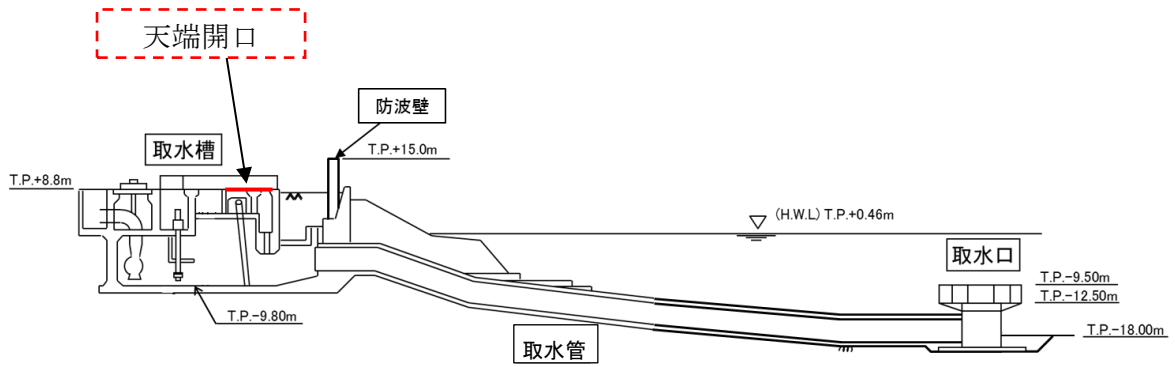 天端開口
防波壁
取水槽
T.P.+15.0m
T.P.+8.8m
(H.W.L) T.P.+0.46m
取水口
T.P.-9.50m
T.P.-12.50m
T.P.-9.80m
T.P.-18.00m
取水管